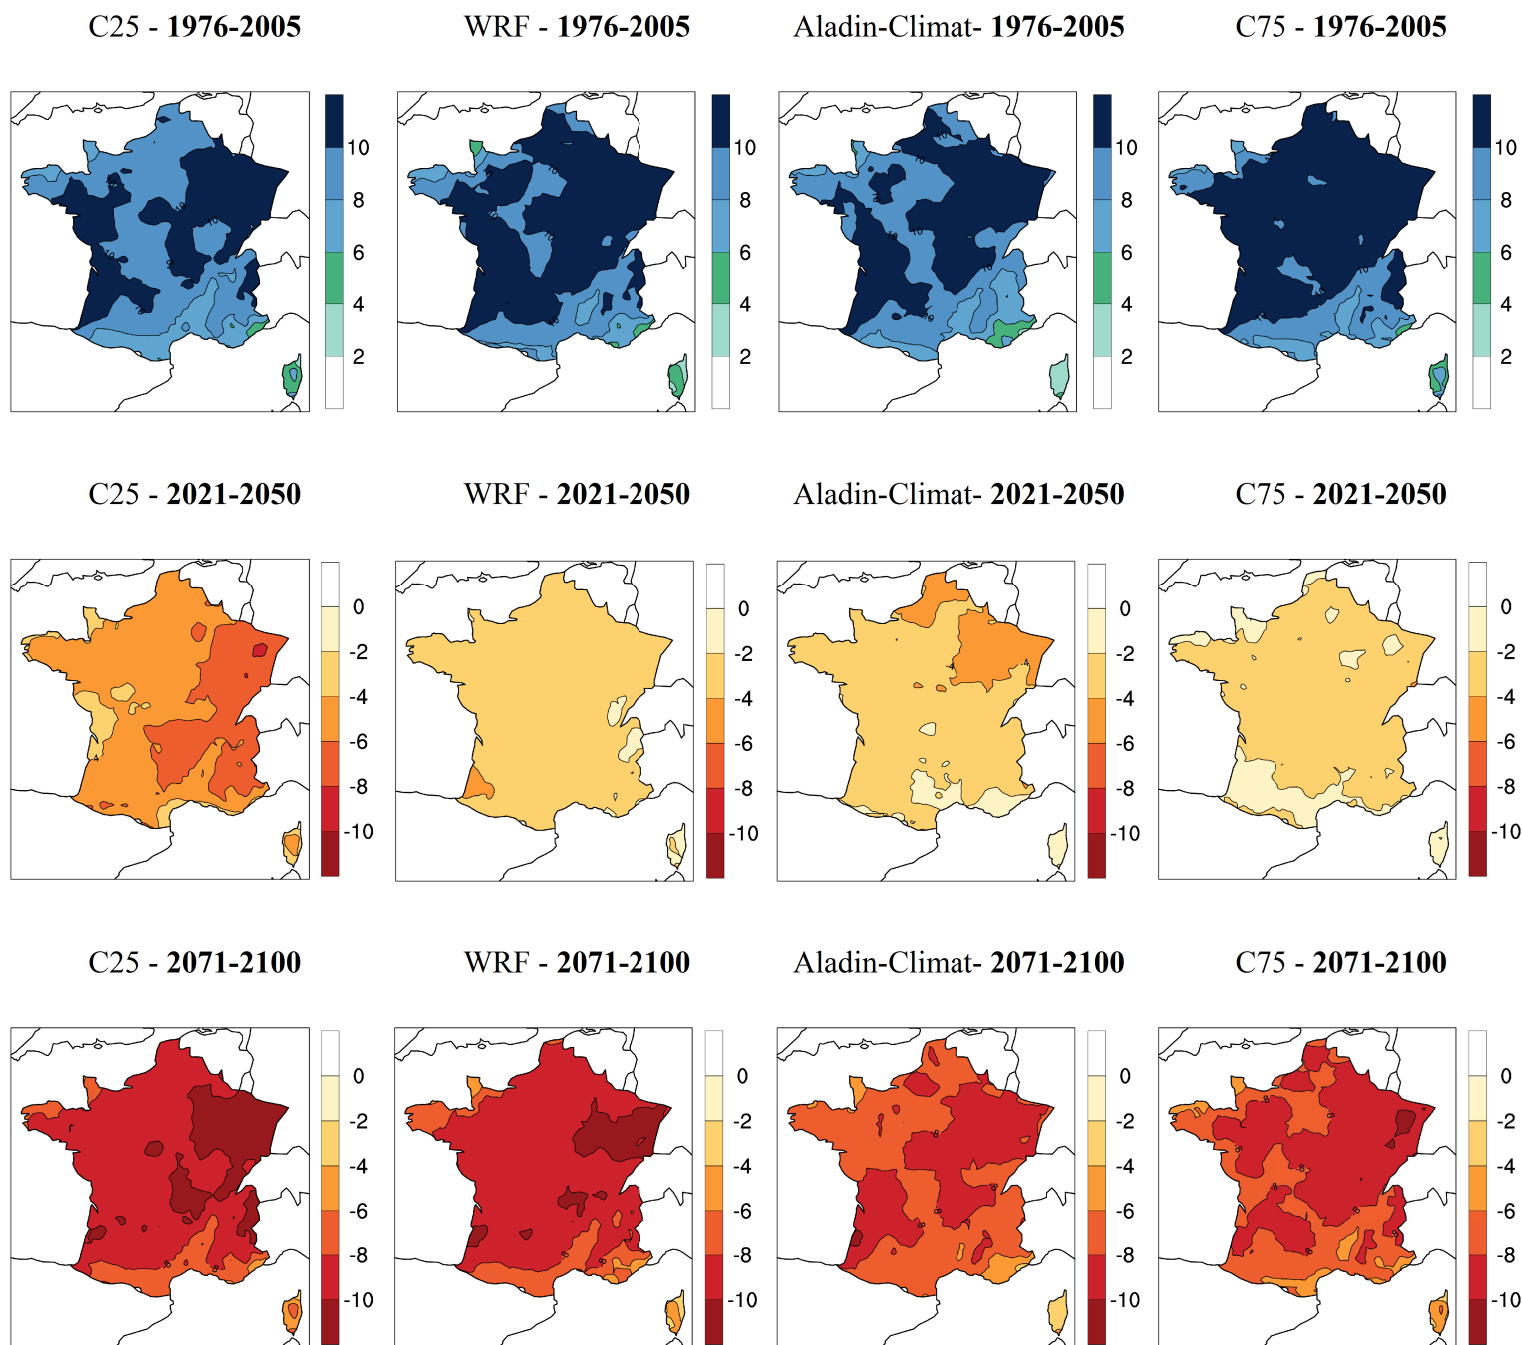 C25 - 1976-2005 WRF - 1976-2005 Aladin-Climat- 1976-2005 C75 - 1976-2005
10 10 10 10
8 8 8 8
6 6 6 6
4 4 4 4
2 2 2 2
C25 - 2021-2050 WRF - 2021-2050 Aladin-Climat- 2021-2050 C75 - 2021-2050
0 0 0 0
-2 -2 -2 -2
-4 -4 -4 -4
-6 -6 -6 -6
-8 -8 -8 -8
-10 -10 -10 -10
C25 - 2071-2100 WRF - 2071-2100 Aladin-Climat- 2071-2100 C75 - 2071-2100
0 0 0 0
-2 -2 -2 -2
-4 -4 -4 -4
-6 -6 -6 -6
-8 -8 -8 -8
-10 -10 -10 -10